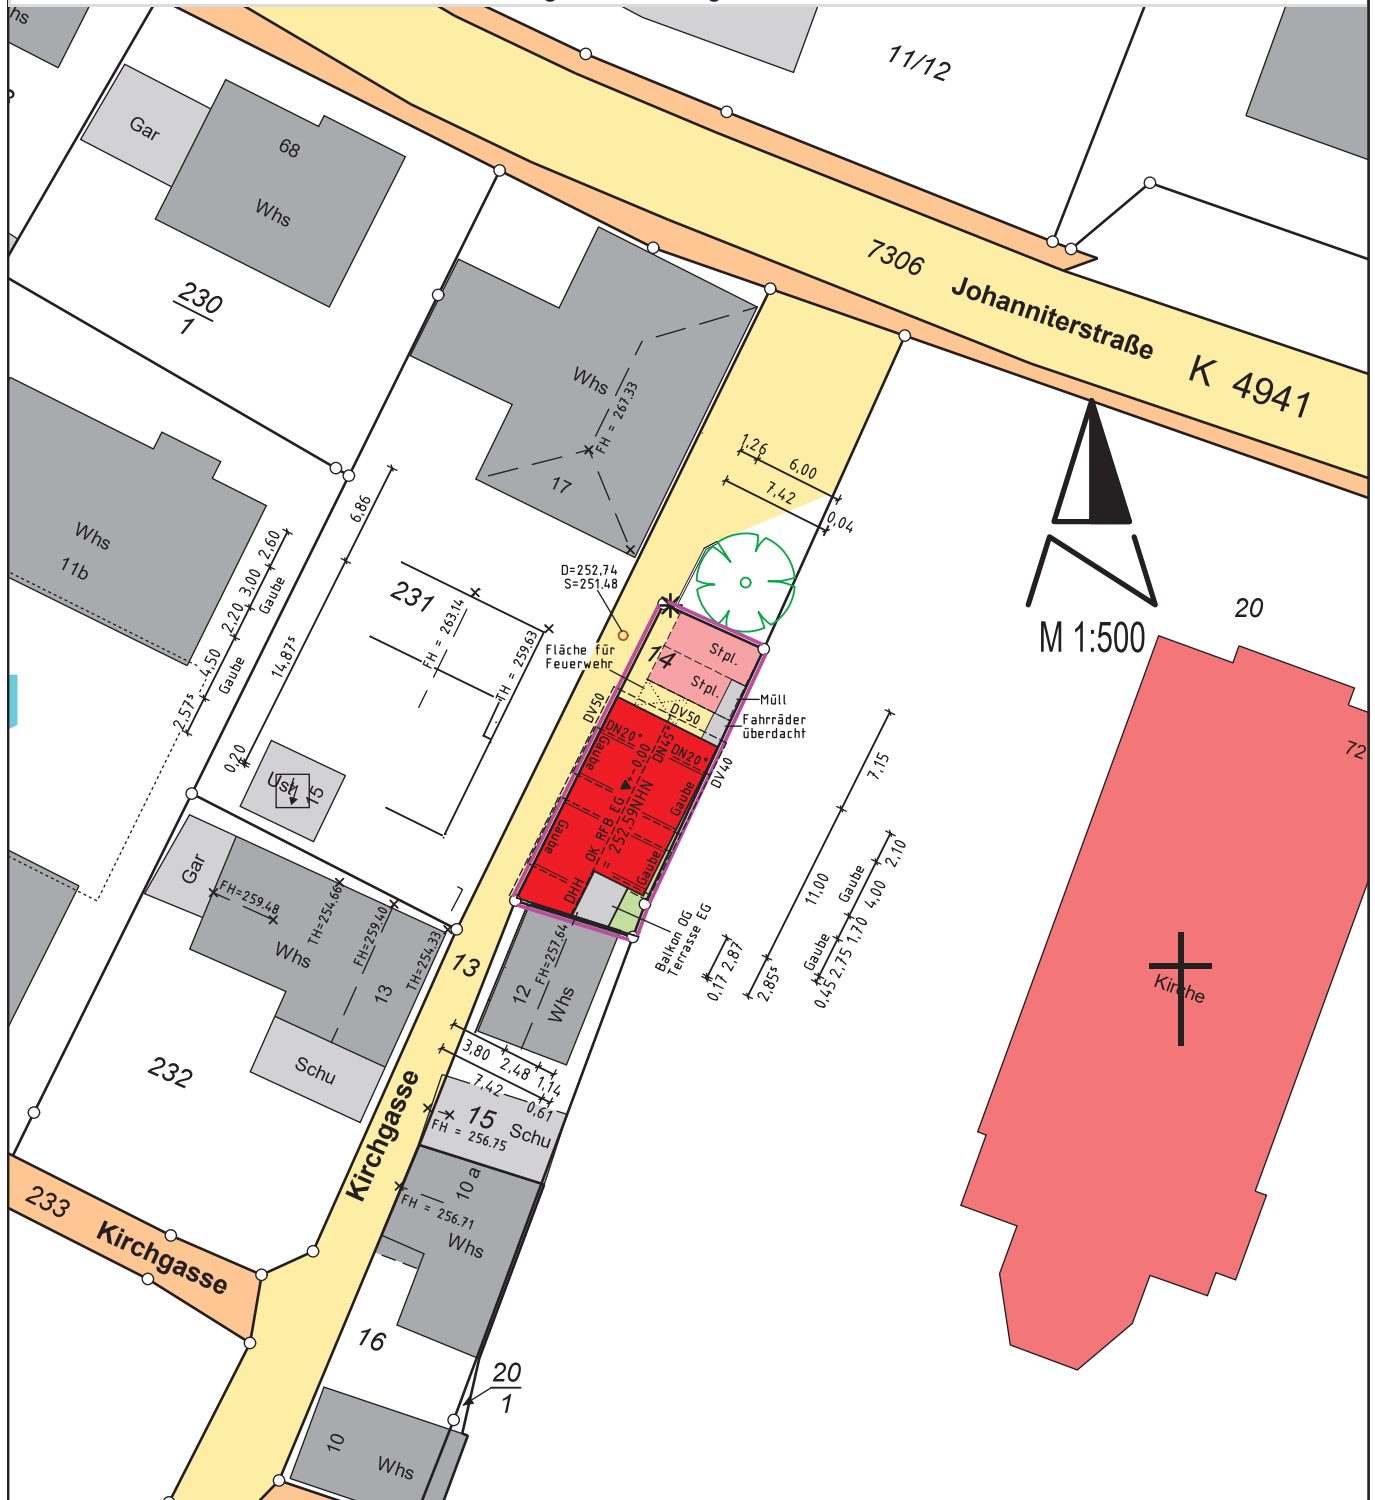 11/12
Gar
68
Whs
230
1
7306
Johanniterstraße
K 4941
Whs
FH = 267.33
17
1,26
6,00
7,42
0,04
Whs
11b
6,86
2,60
3,00
Gaube
2,20
4,50
Gaube
2,57⁵
14,87⁵
0,20
231
FH = 263.14
TH = 259.63
D=252,74
S=251.48
Fläche für
Feuerwehr
14
Stpl.
Stpl.
Müll
Fahrräder
überdacht
DV50
DV50
DV40
DN20°
DN45°
DN20°
Gaube
Gaube
Gaube
Gaube
+-0,00
OK RFB EG
= 252,59NHN
DHH
Balkon OG
Terrasse EG
M 1:500
20
72
7,15
11,00
2,85⁵
2,10
Gaube
4,00
1,70
Gaube
2,75
0,45
2,87
0,17
Kirche
Ust
15
Gar
FH=259.48
TH=254.66
FH=259.40
TH=254.33
Whs
13
Schu
232
13
12
FH=257.64
Whs
3,80
2,48
1,14
7,42
0,61
15
Schu
FH = 256.75
Kirchgasse
10 a
FH = 256.71
Whs
233
Kirchgasse
16
20
1
10
Whs